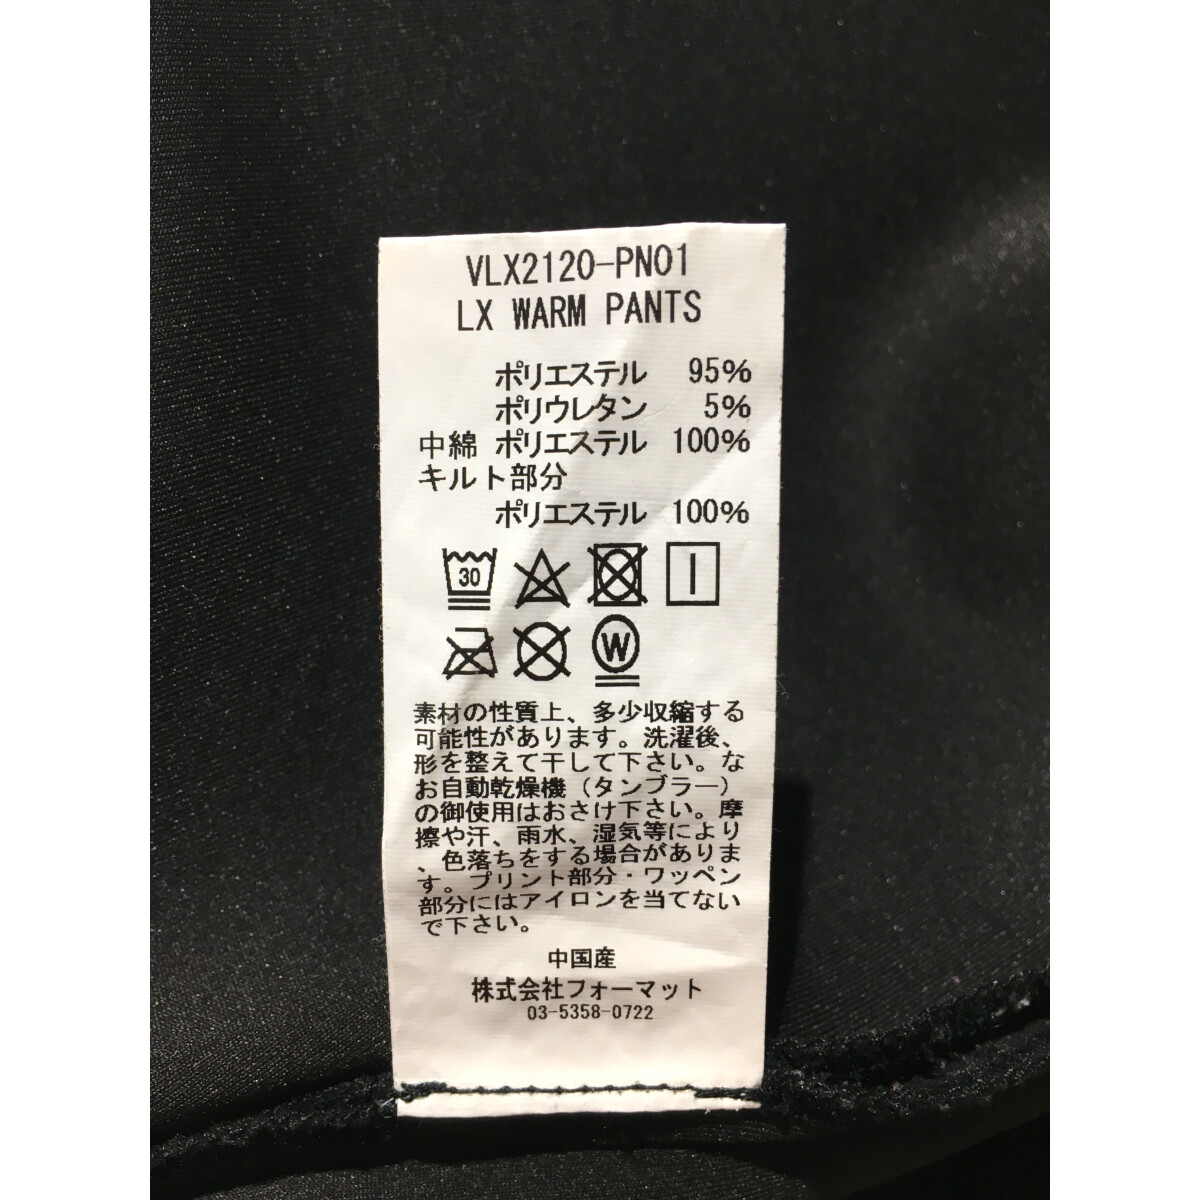 VLX2120-PN01
LX WARM PANTS
ポリエステル 95%
ポリウレタン 5%
中綿 ポリエステル 100%
キルト部分
ポリエステル 100%
30
W
素材の性質上、多少収縮する
可能性があります。洗濯後、
形を整えて干して下さい。な
お自動乾燥機（タンブラー）
の御使用はおさけ下さい。摩
擦や汗、雨水、湿気等により
、色落ちをする場合がありま
す。プリント部分・ワッペン
部分にはアイロンを当てない
で下さい。
中国産
株式会社フォーマット
03-5358-0722